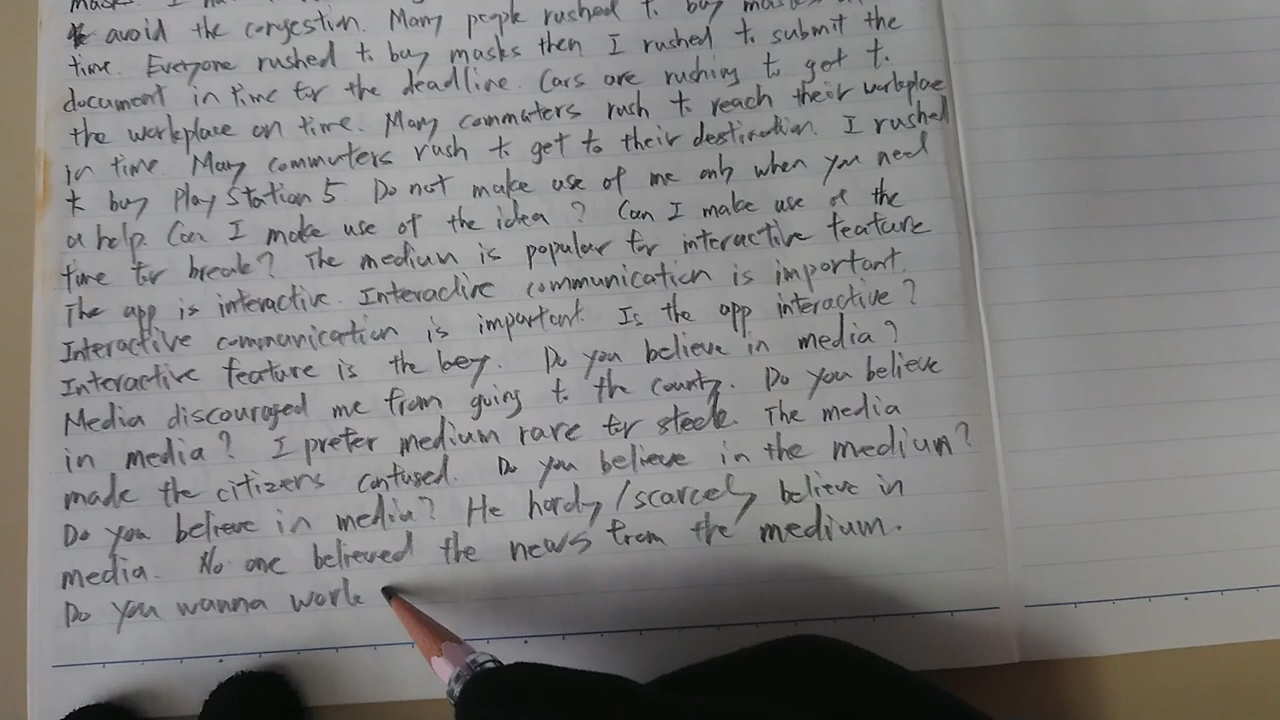 avoid the congestion. Many people rushed to buy masks
time. Everyone rushed to buy masks then I rushed to submit the
document in time for the deadline. Cars are rushing to get to
the workplace on time. Many commuters rush to reach their workplace
in time. Many commuters rush to get to their destination. I rushed
to buy PlayStation 5. Do not make use of me only when you need
a help. Can I make use of the idea? Can I make use of the
time for break? The medium is popular for interactive feature
The app is interactive. Interactive communication is important.
Interactive communication is important. Is the app interactive?
Interactive feature is the key. Do you believe in media?
Media discouraged me from going to the county. Do you believe
in media? I prefer medium rare for steak. The media
made the citizens confused. Do you believe in the medium?
Do you believe in media? He hardy/scarcely believe in
media. No one believed the news from the medium.
Do you wanna work